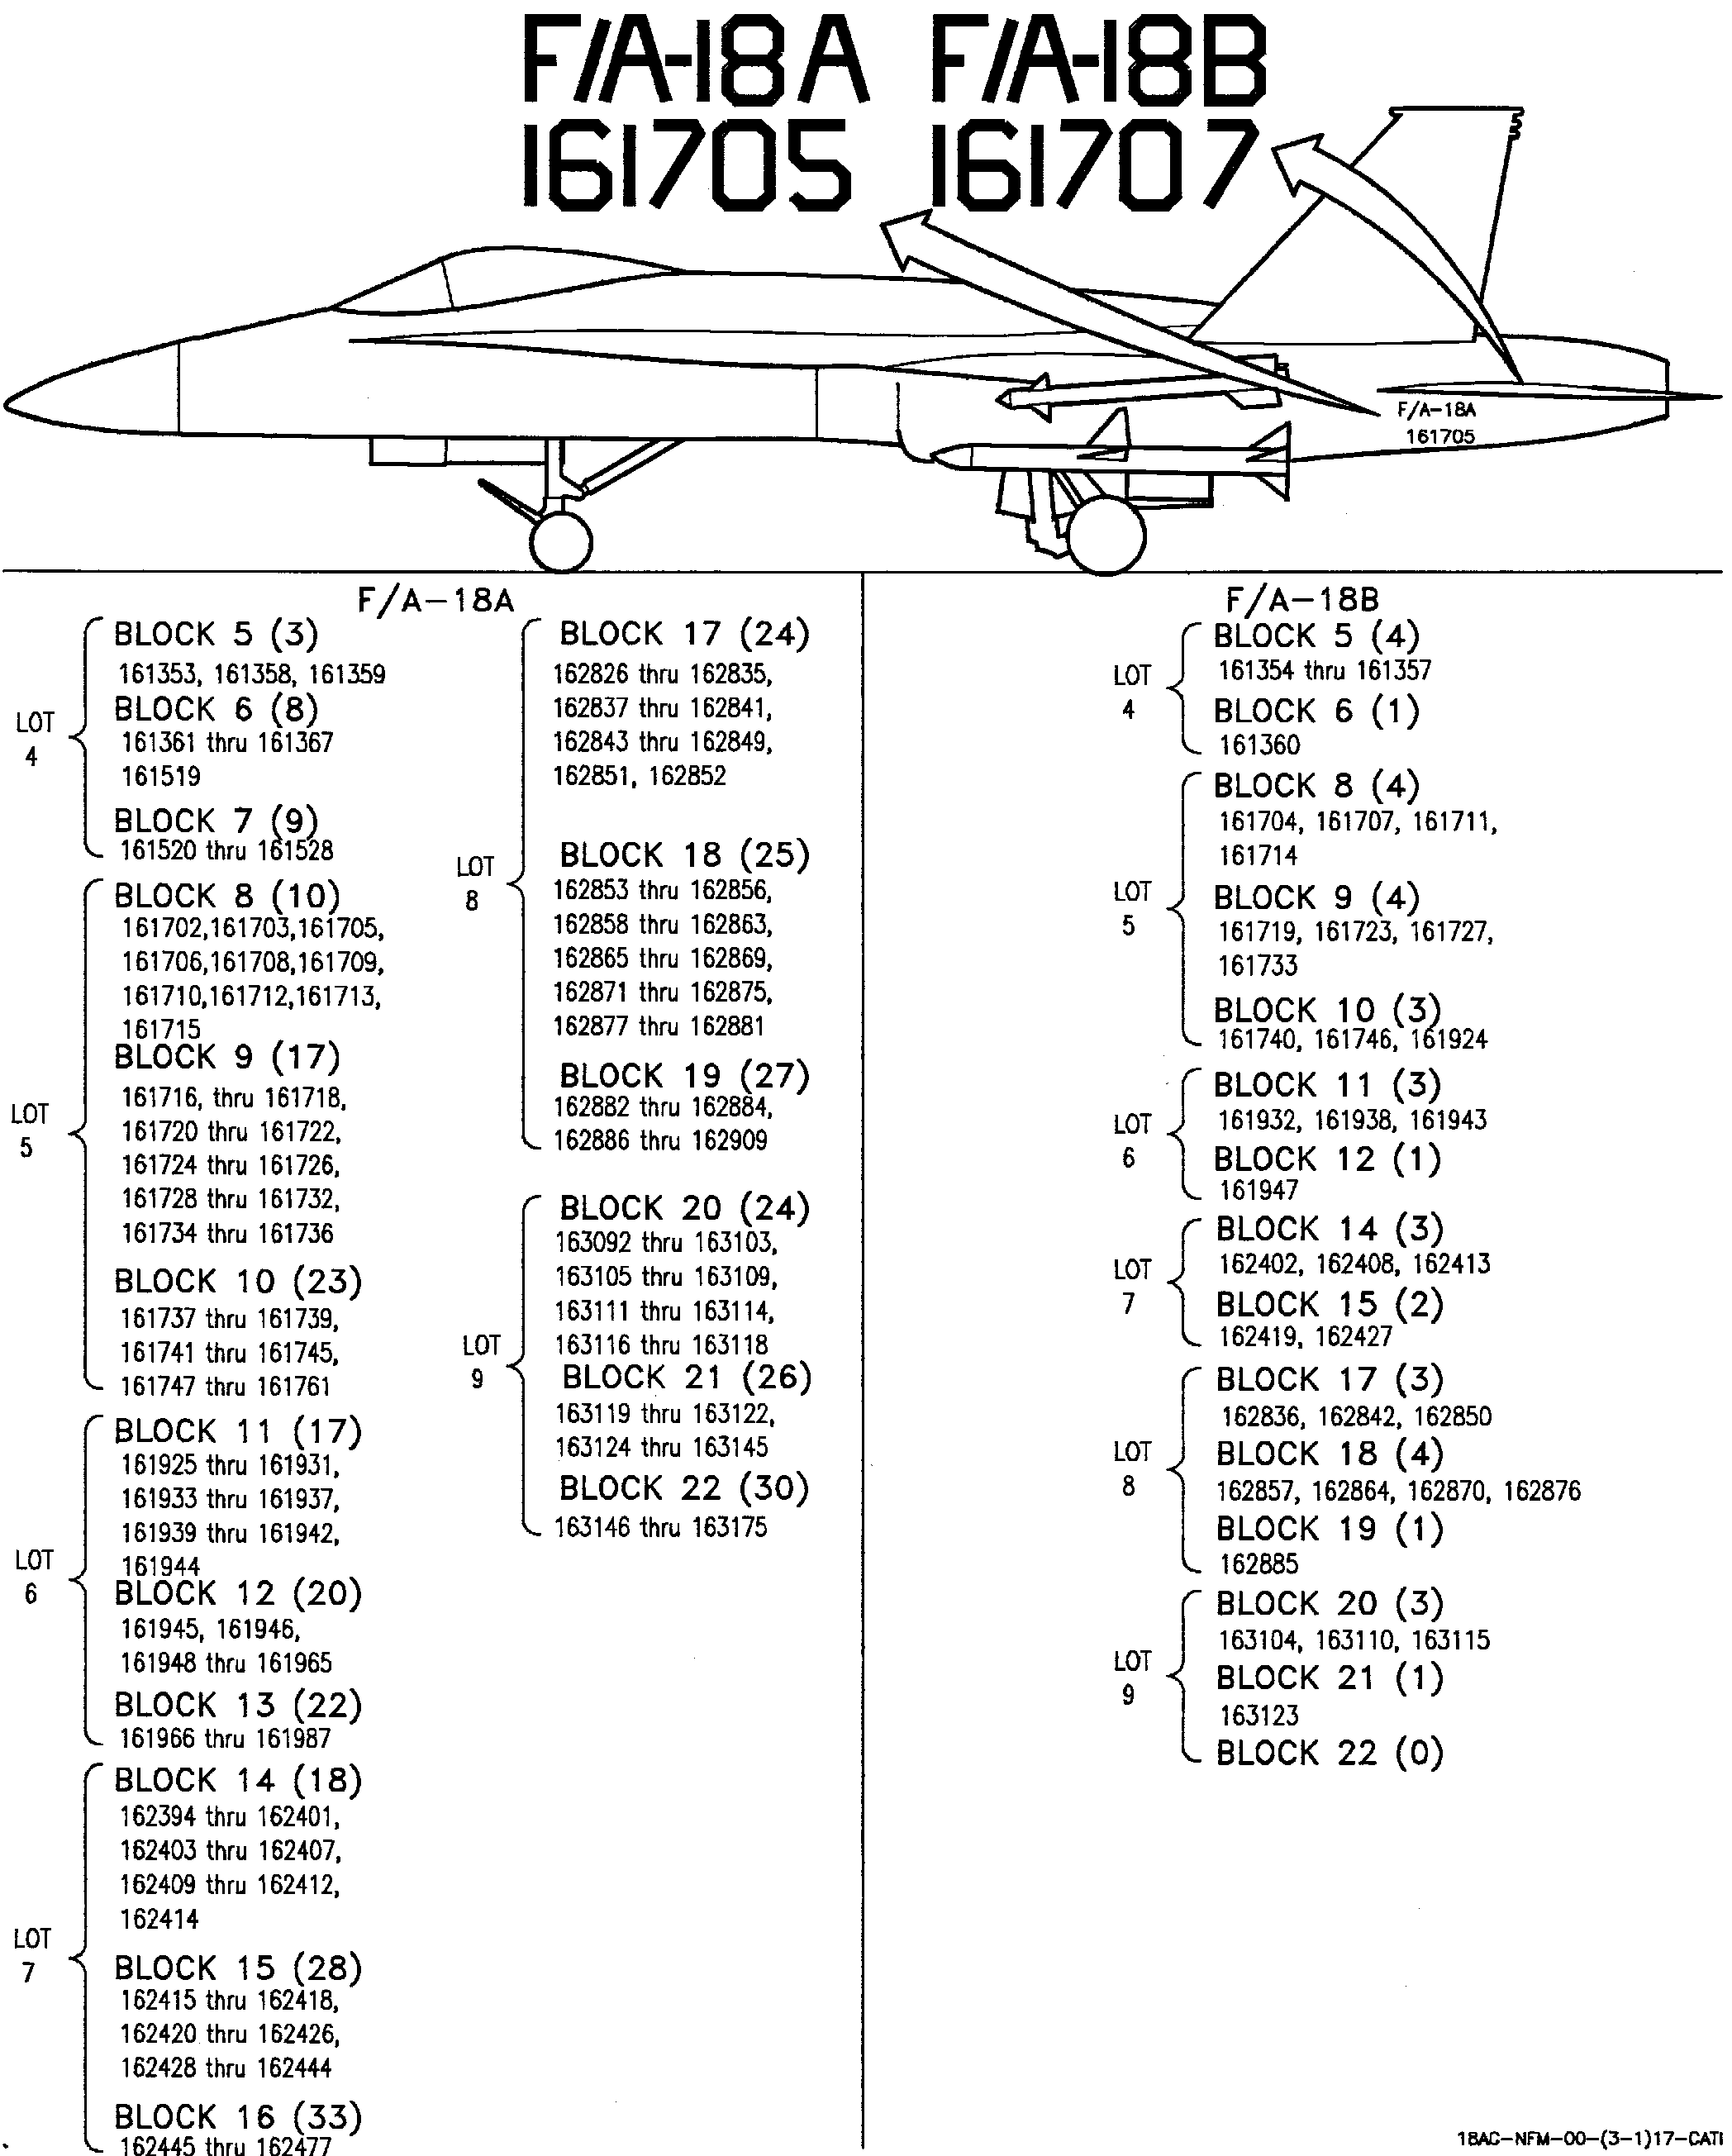 F/A-18A F/A-18B
161705 161707
F/A-18A
161705
F/A-18A
LOT
4
BLOCK 5 (3)
161353, 161358, 161359
BLOCK 6 (8)
161361 thru 161367
161519
BLOCK 7 (9)
161520 thru 161528
LOT
5
BLOCK 8 (10)
161702,161703,161705,
161706,161708,161709,
161710,161712,161713,
161715
BLOCK 9 (17)
161716, thru 161718,
161720 thru 161722,
161724 thru 161726,
161728 thru 161732,
161734 thru 161736
BLOCK 10 (23)
161737 thru 161739,
161741 thru 161745,
161747 thru 161761
LOT
6
BLOCK 11 (17)
161925 thru 161931,
161933 thru 161937,
161939 thru 161942,
161944
BLOCK 12 (20)
161945, 161946,
161948 thru 161965
BLOCK 13 (22)
161966 thru 161987
LOT
7
BLOCK 14 (18)
162394 thru 162401,
162403 thru 162407,
162409 thru 162412,
162414
BLOCK 15 (28)
162415 thru 162418,
162420 thru 162426,
162428 thru 162444
BLOCK 16 (33)
162445 thru 162477
LOT
8
BLOCK 17 (24)
162826 thru 162835,
162837 thru 162841,
162843 thru 162849,
162851, 162852
BLOCK 18 (25)
162853 thru 162856,
162858 thru 162863,
162865 thru 162869,
162871 thru 162875,
162877 thru 162881
BLOCK 19 (27)
162882 thru 162884,
162886 thru 162909
LOT
9
BLOCK 20 (24)
163092 thru 163103,
163105 thru 163109,
163111 thru 163114,
163116 thru 163118
BLOCK 21 (26)
163119 thru 163122,
163124 thru 163145
BLOCK 22 (30)
163146 thru 163175
F/A-18B
LOT
4
BLOCK 5 (4)
161354 thru 161357
BLOCK 6 (1)
161360
LOT
5
BLOCK 8 (4)
161704, 161707, 161711,
161714
BLOCK 9 (4)
161719, 161723, 161727,
161733
BLOCK 10 (3)
161740, 161746, 161924
LOT
6
BLOCK 11 (3)
161932, 161938, 161943
BLOCK 12 (1)
161947
LOT
7
BLOCK 14 (3)
162402, 162408, 162413
BLOCK 15 (2)
162419, 162427
LOT
8
BLOCK 17 (3)
162836, 162842, 162850
BLOCK 18 (4)
162857, 162864, 162870, 162876
BLOCK 19 (1)
162885
LOT
9
BLOCK 20 (3)
163104, 163110, 163115
BLOCK 21 (1)
163123
BLOCK 22 (0)
18AC-NFM-00-(3-1)17-CATI